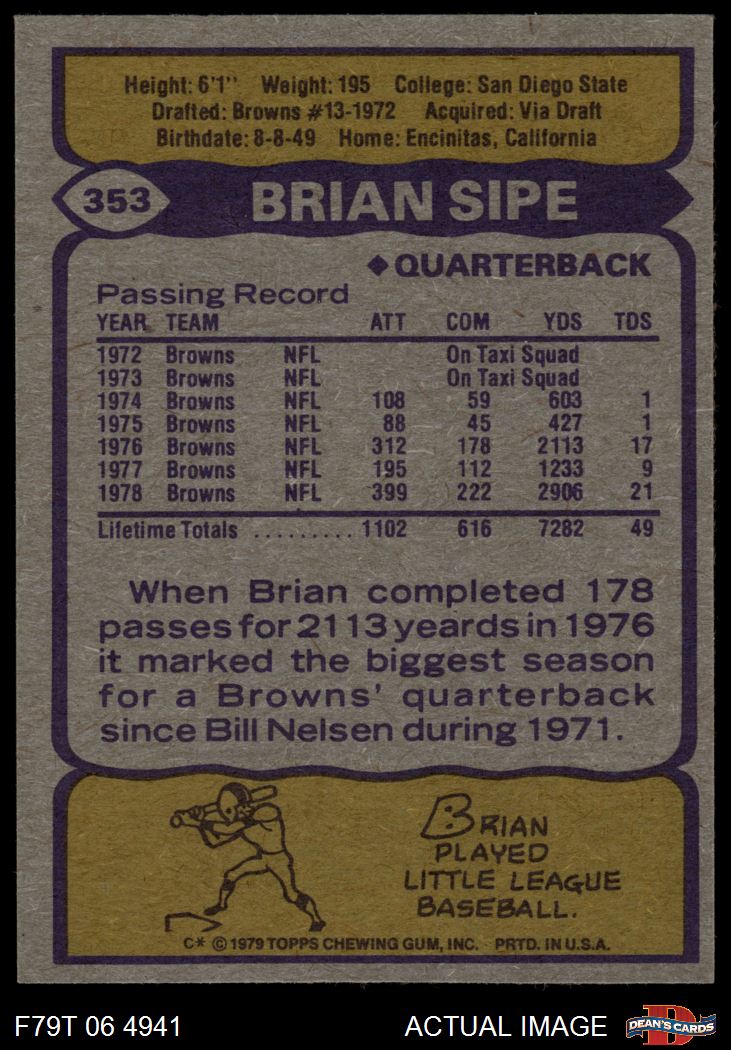 Height: 6'1" Weight: 195 College: San Diego State
Drafted: Browns #13-1972 Acquired: Via Draft
Birthdate: 8-8-49 Home: Encinitas, California
353 BRIAN SIPE
◆ QUARTERBACK
Passing Record
YEAR TEAM ATT COM YDS TDS
1972 Browns NFL On Taxi Squad
1973 Browns NFL On Taxi Squad
1974 Browns NFL 108 59 603 1
1975 Browns NFL 88 45 427 1
1976 Browns NFL 312 178 2113 17
1977 Browns NFL 195 112 1233 9
1978 Browns NFL 399 222 2906 21
Lifetime Totals ......... 1102 616 7282 49
When Brian completed 178
passes for 2113 yeards in 1976
it marked the biggest season
for a Browns' quarterback
since Bill Nelsen during 1971.
BRIAN
PLAYED
LITTLE LEAGUE
BASEBALL.
C* © 1979 TOPPS CHEWING GUM, INC. PRTD. IN U.S.A.
F79T 06 4941 ACTUAL IMAGE D DEAN'S CARDS